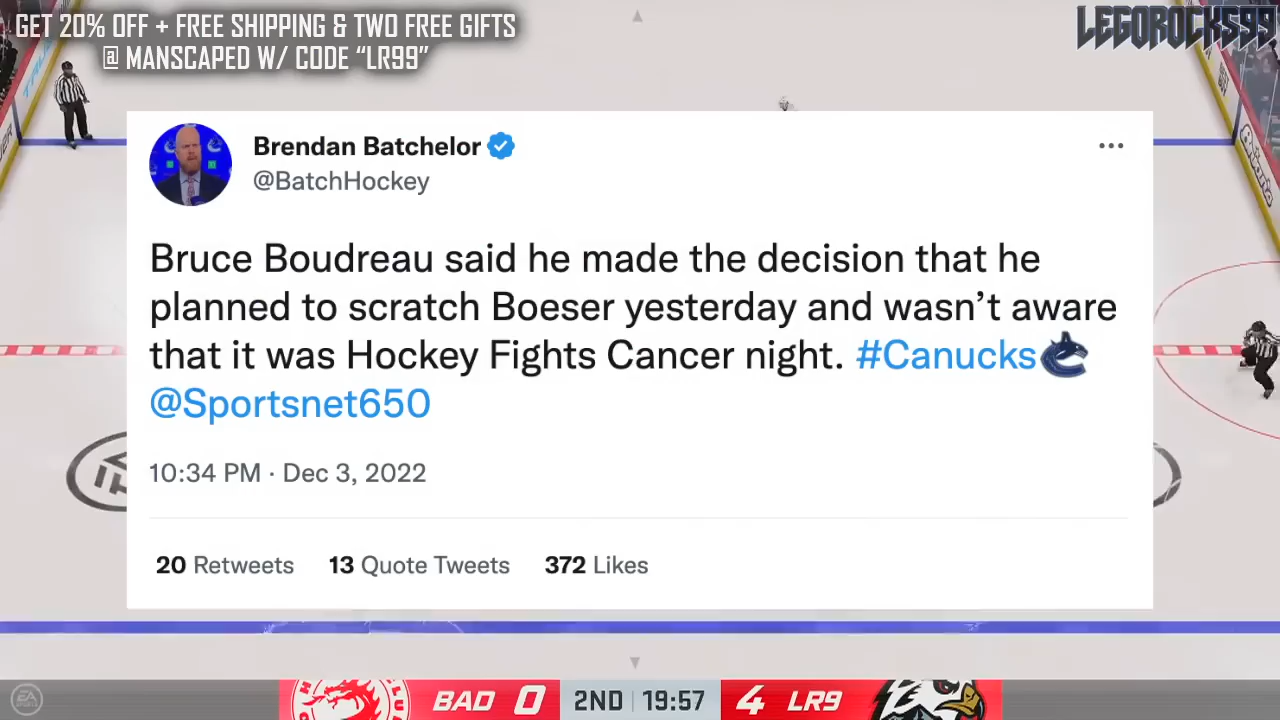 GET 20% OFF + FREE SHIPPING & TWO FREE GIFTS
@ MANSCAPED W/ CODE “LR99”
LEGOROCKS99
Brendan Batchelor
@BatchHockey
Bruce Boudreau said he made the decision that he
planned to scratch Boeser yesterday and wasn’t aware
that it was Hockey Fights Cancer night. #Canucks
@Sportsnet650
10:34 PM · Dec 3, 2022
20 Retweets 13 Quote Tweets 372 Likes
EA
BAD 0 2ND 19:57 4 LR9